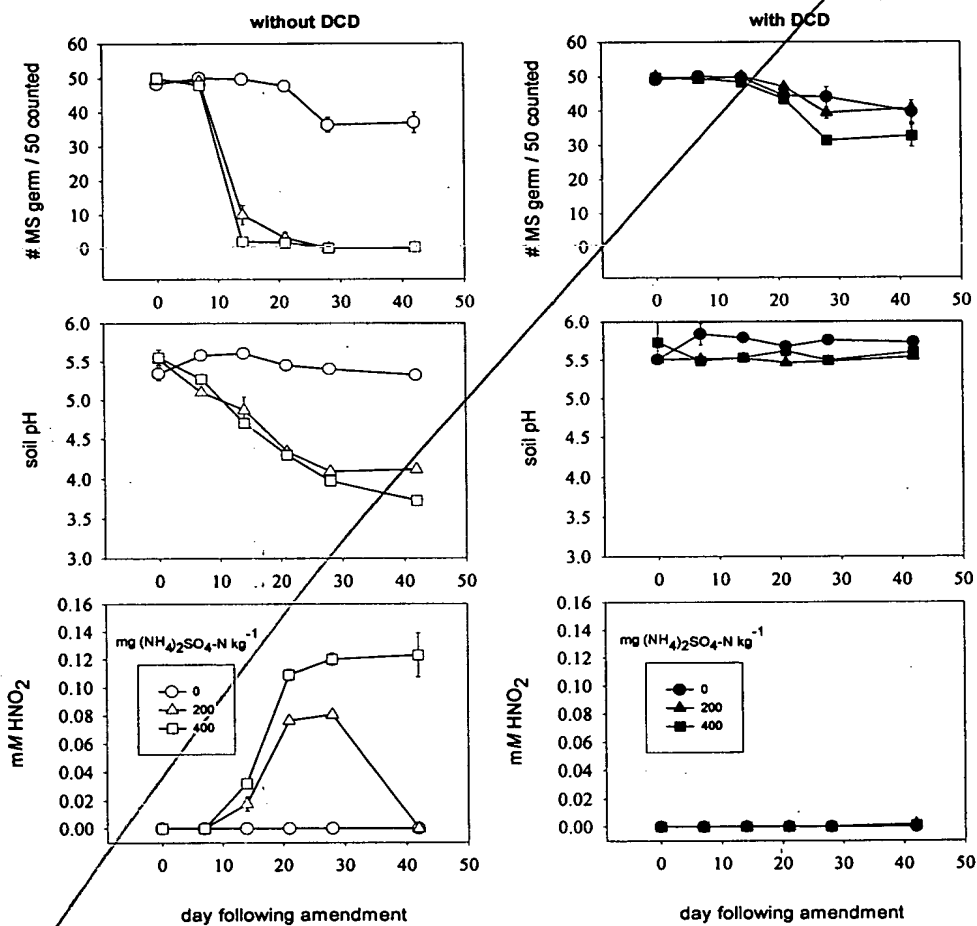 without DCD
with DCD
# MS germ / 50 counted
60
50
40
30
20
10
0
0 10 20 30 40 50
# MS germ / 50 counted
60
50
40
30
20
10
0
0 10 20 30 40 50
soil pH
6.0
5.5
5.0
4.5
4.0
3.5
3.0
0 10 20 30 40 50
soil pH
6.0
5.5
5.0
4.5
4.0
3.5
3.0
0 10 20 30 40 50
mM HNO2
0.16
0.14
0.12
0.10
0.08
0.06
0.04
0.02
0.00
mg (NH4)2SO4-N kg-1
0
200
400
0 10 20 30 40 50
day following amendment
mM HNO2
0.16
0.14
0.12
0.10
0.08
0.06
0.04
0.02
0.00
mg (NH4)2SO4-N kg-1
0
200
400
0 10 20 30 40 50
day following amendment